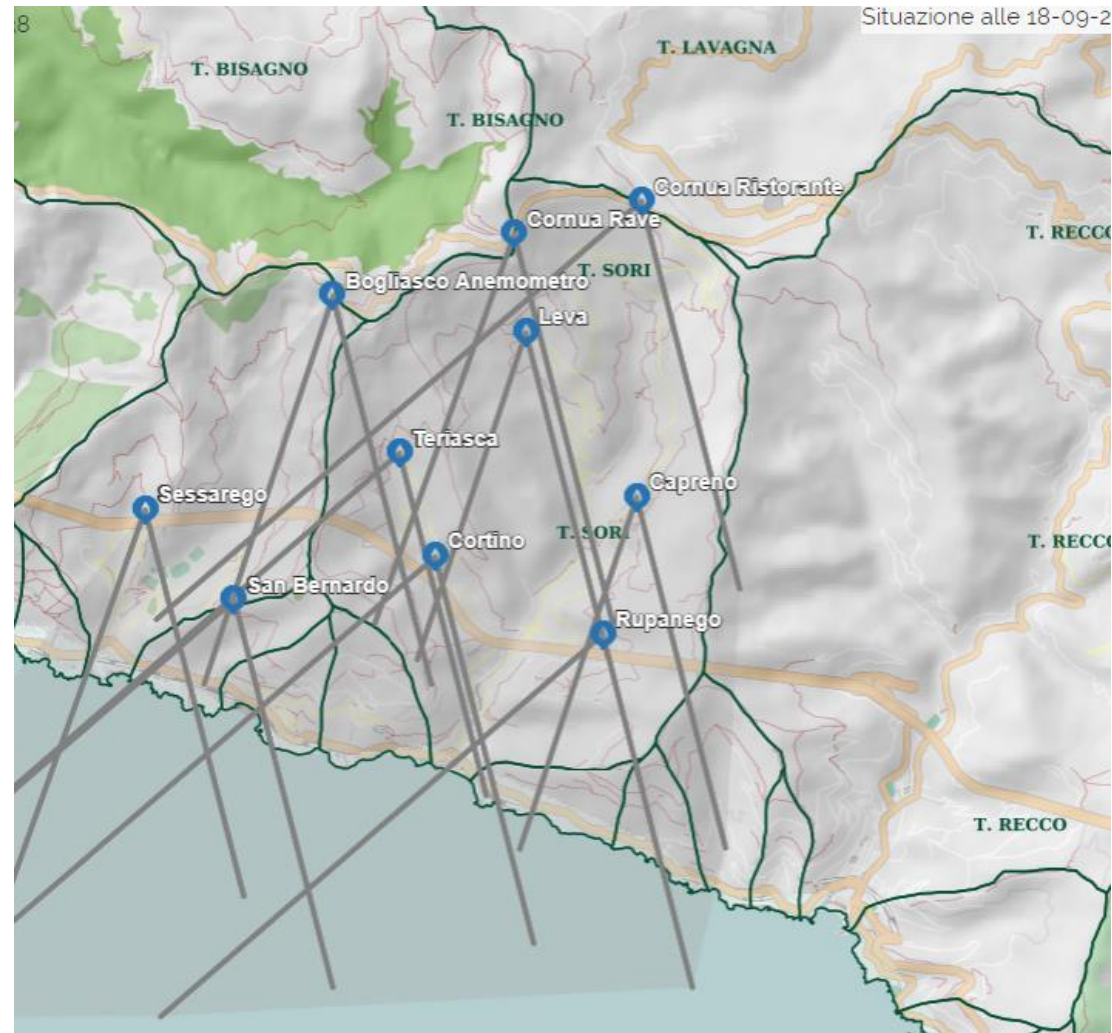 :8
Situazione alle 18-09-2
T. LAVAGNA
T. BISAGNO
T. BISAGNO
Cornua Ristorante
Cornua Rave
T. RECCO
T. SORI
Bogliasco Anemometro
Leva
Teriasca
Capreno
Sessarego
T. SORI
Cortino
T. RECCO
San Bernardo
Rupanego
T. RECCO